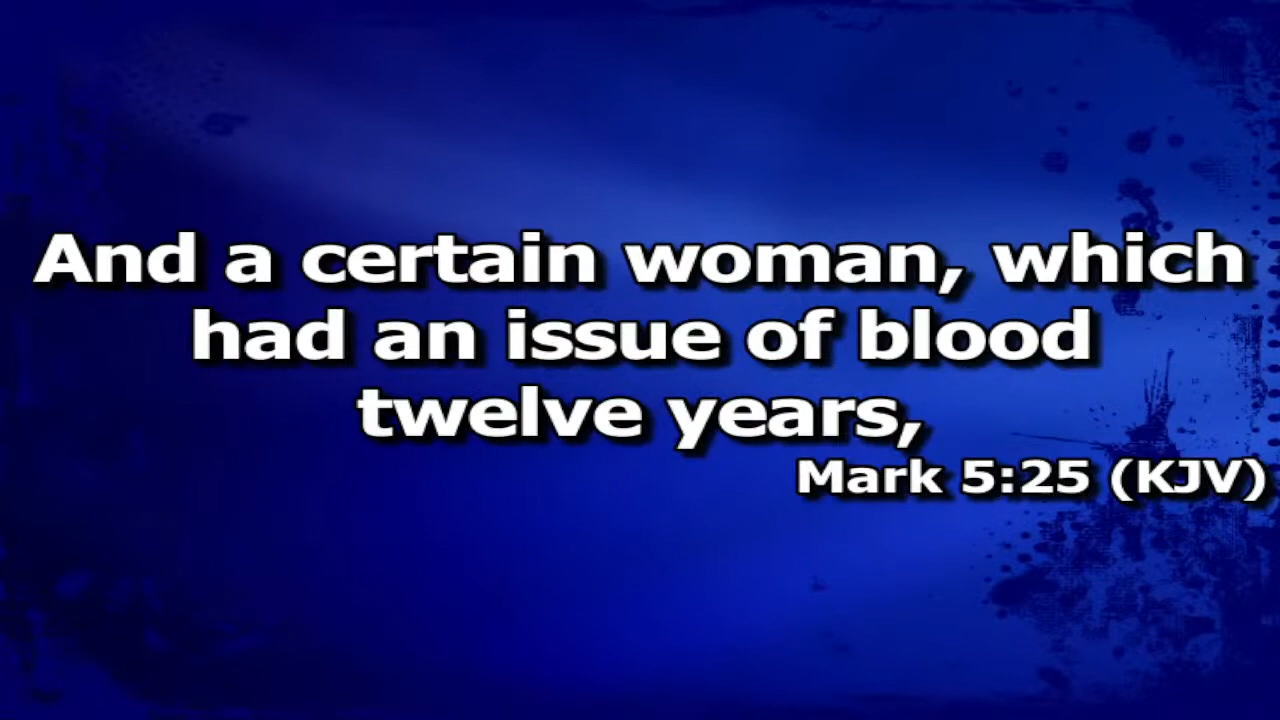 And a certain woman, which
had an issue of blood
twelve years,
Mark 5:25 (KJV)